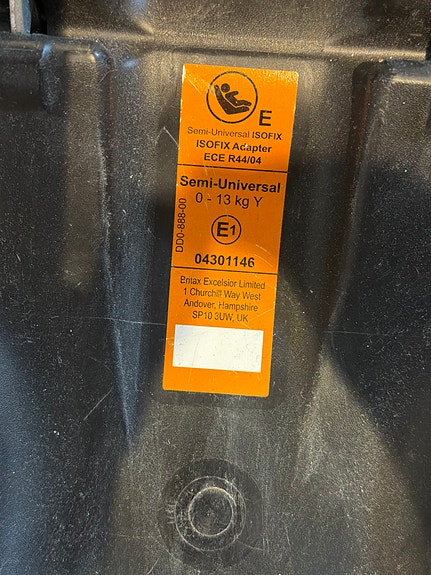 E
Semi-Universal ISOFIX
ISOFIX Adapter
ECE R44/04
Semi-Universal
0 - 13 kg Y
E1
04301146
DD0-888-00
Britax Excelsior Limited
1 Churchill Way West
Andover, Hampshire
SP10 3UW, UK